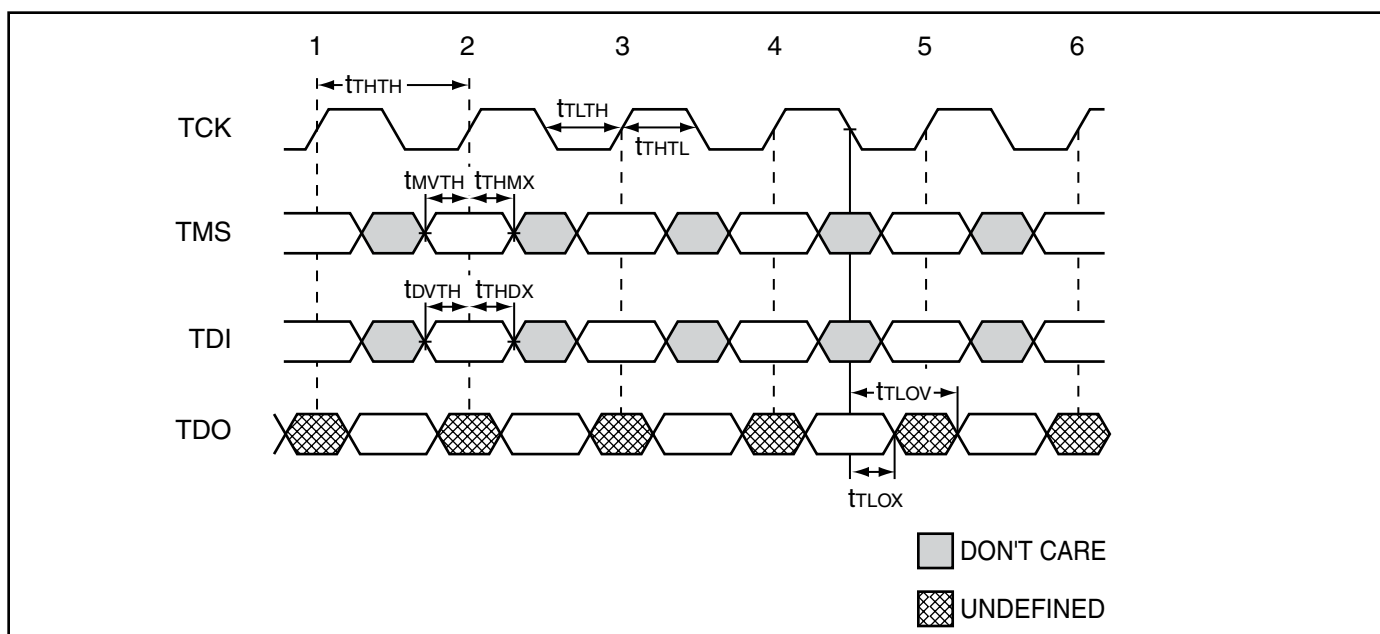 1 2 3 4 5 6
tTHTH
TCK
tTLTH
tTHTL
tMVTH tTHMX
TMS
tDVTH tTHDX
TDI
tTLOV
TDO
tTLOX
DON'T CARE
UNDEFINED